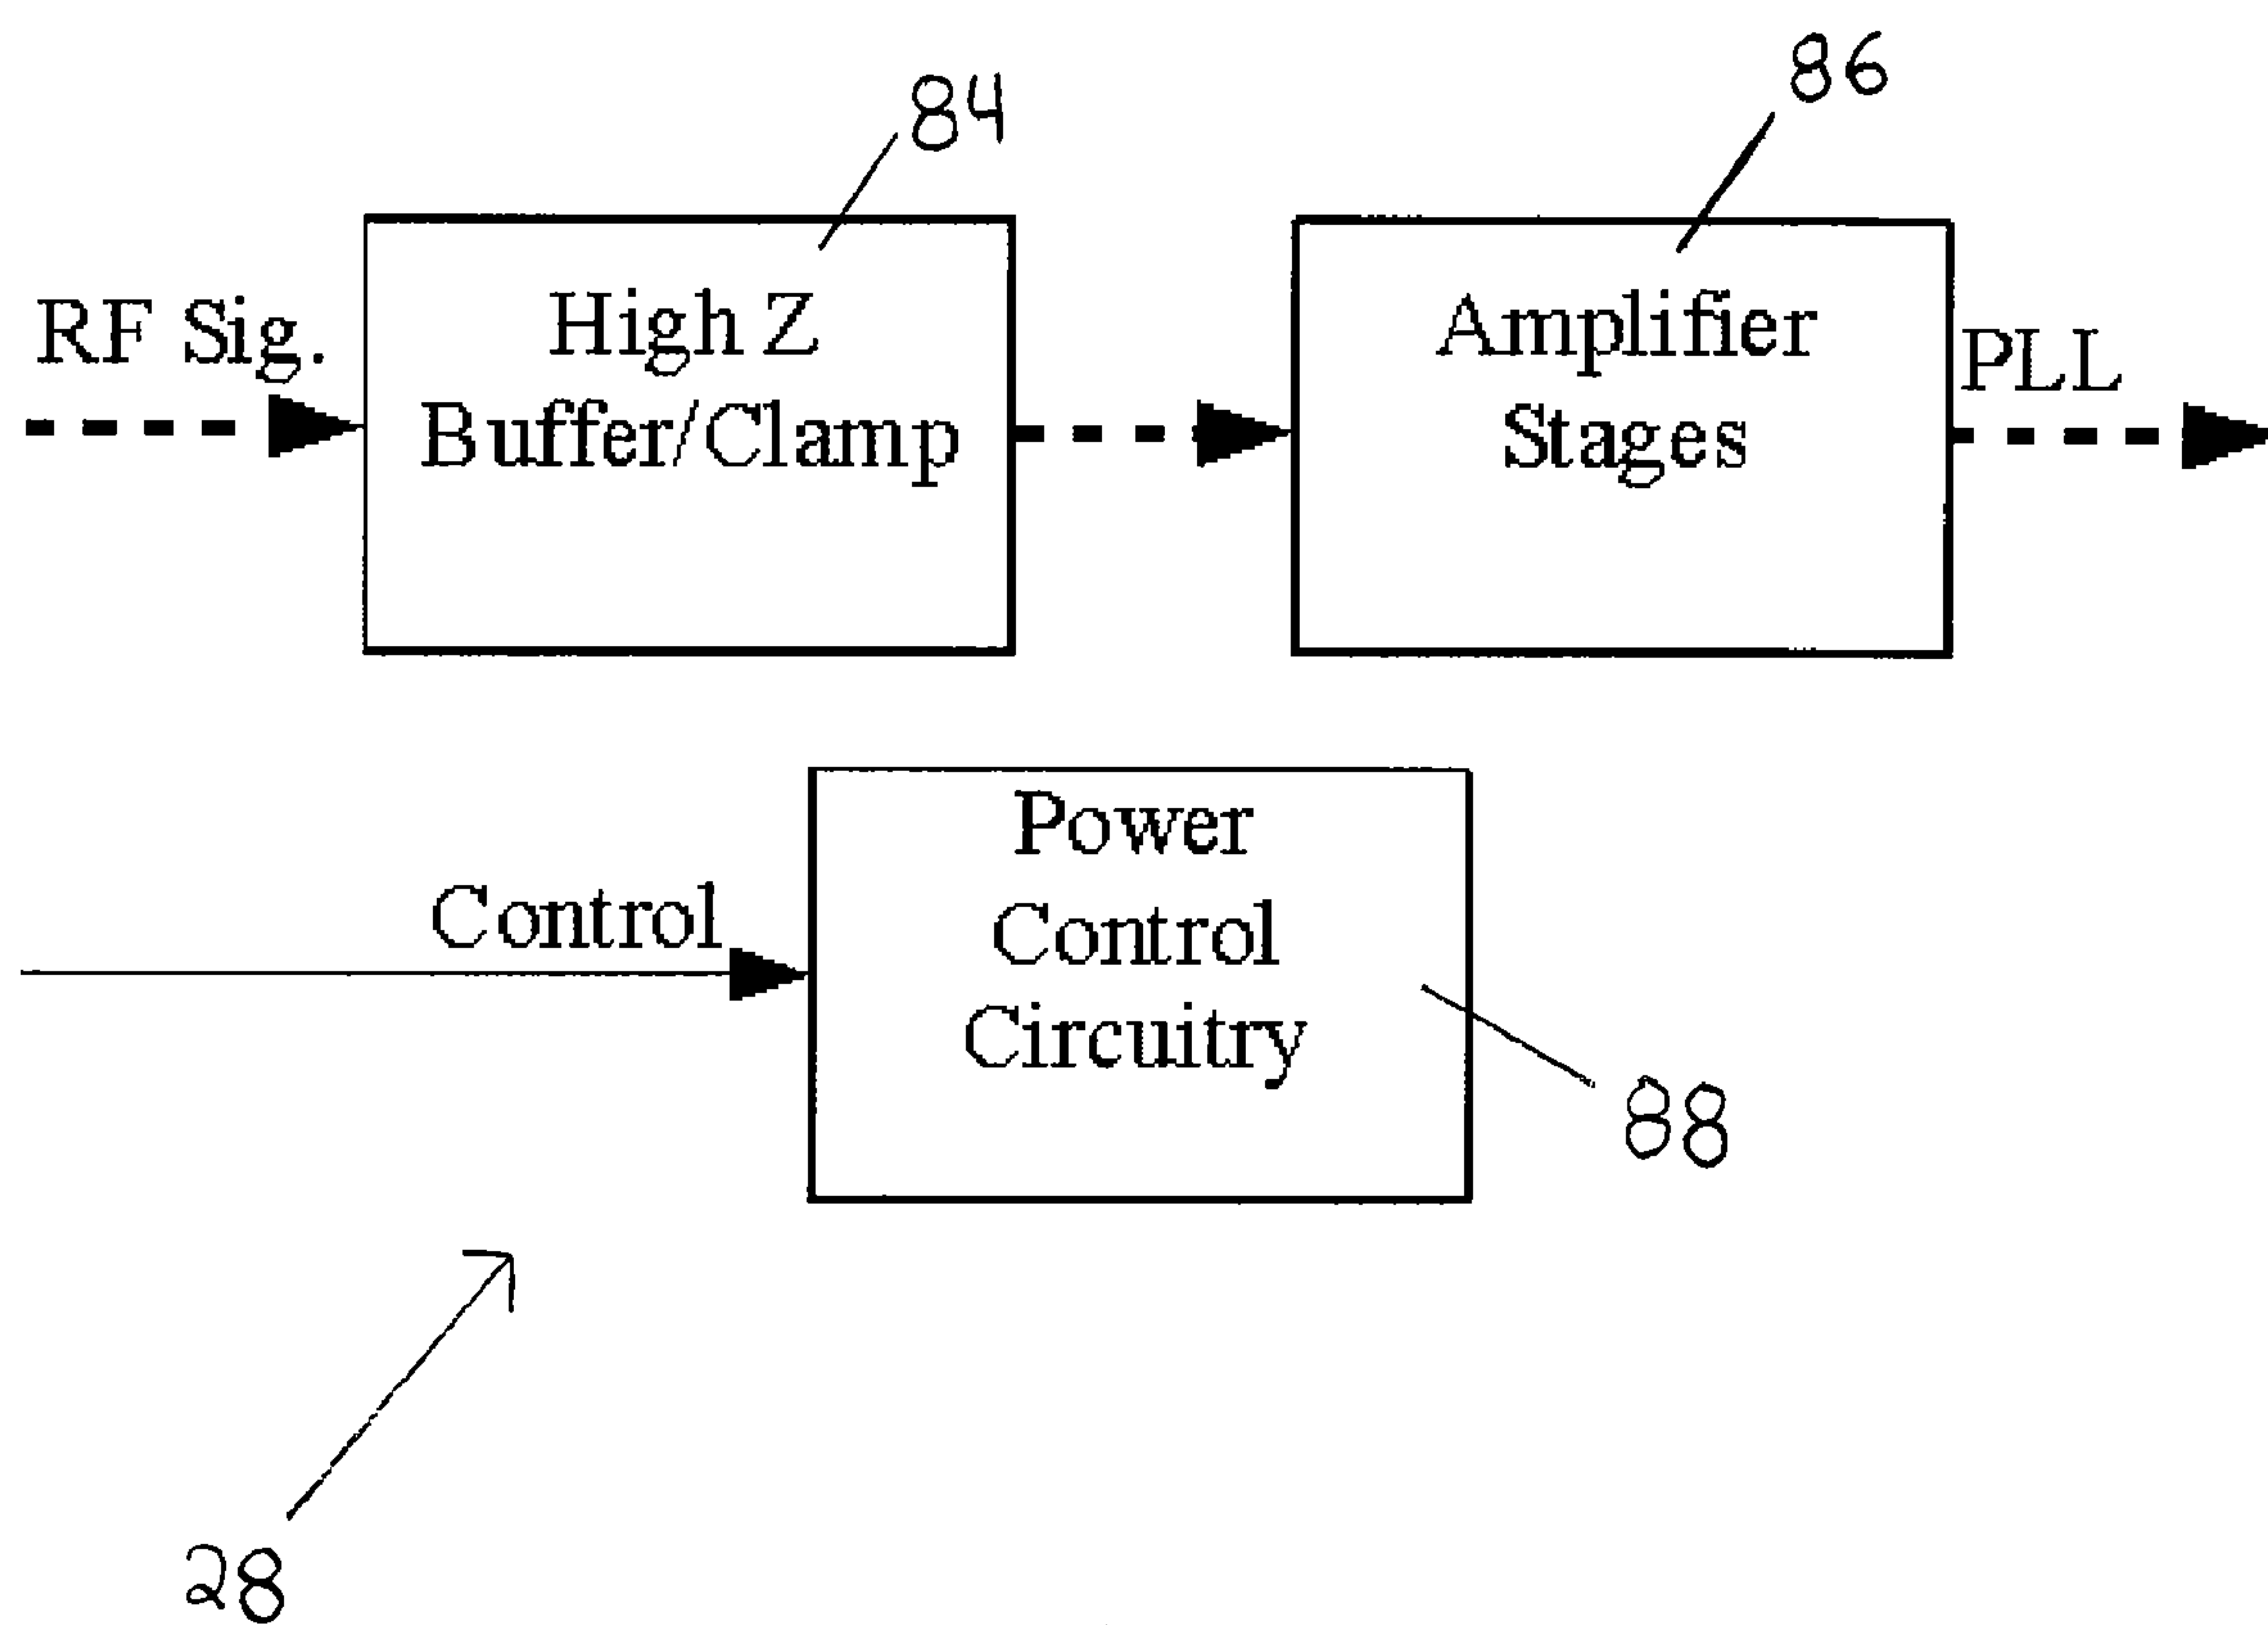 84
86
RF Sig.
High Z
Buffer/Clamp
Amplifier
Stages
PLL
Control
Power
Control
Circuitry
88
28